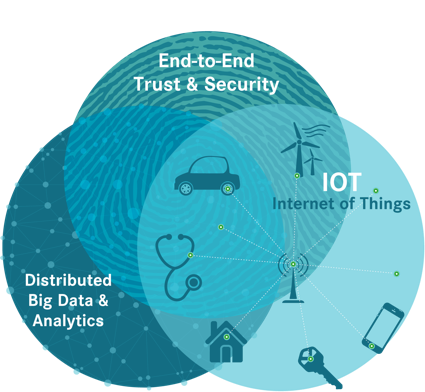 End-to-End
Trust & Security
IOT
Internet of Things
Distributed
Big Data &
Analytics